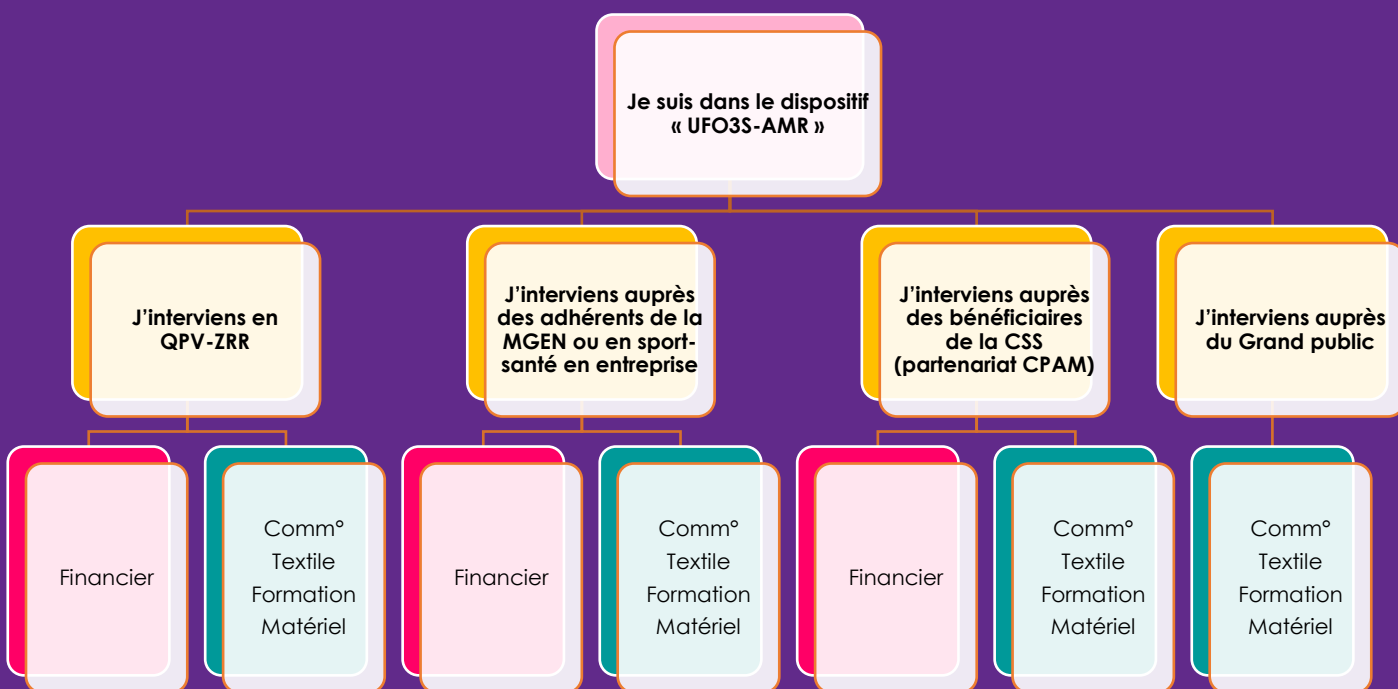 Je suis dans le dispositif
« UFO3S-AMR »
J’interviens en
QPV-ZRR
J’interviens auprès
des adhérents de la
MGEN ou en sport-
santé en entreprise
J’interviens auprès
des bénéficiaires
de la CSS
(partenariat CPAM)
J’interviens auprès
du Grand public
Financier
Comm°
Textile
Formation
Matériel
Financier
Comm°
Textile
Formation
Matériel
Financier
Comm°
Textile
Formation
Matériel
Comm°
Textile
Formation
Matériel